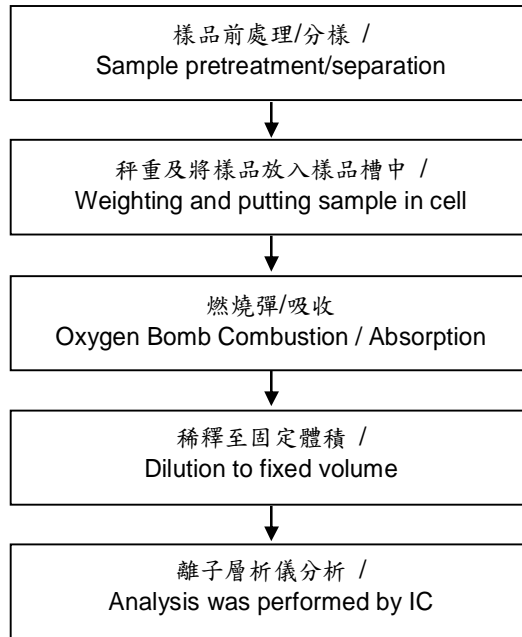 樣品前處理/分樣 /
Sample pretreatment/separation
秤重及將樣品放入樣品槽中 /
Weighting and putting sample in cell
燃燒彈/吸收
Oxygen Bomb Combustion / Absorption
稀釋至固定體積 /
Dilution to fixed volume
離子層析儀分析 /
Analysis was performed by IC